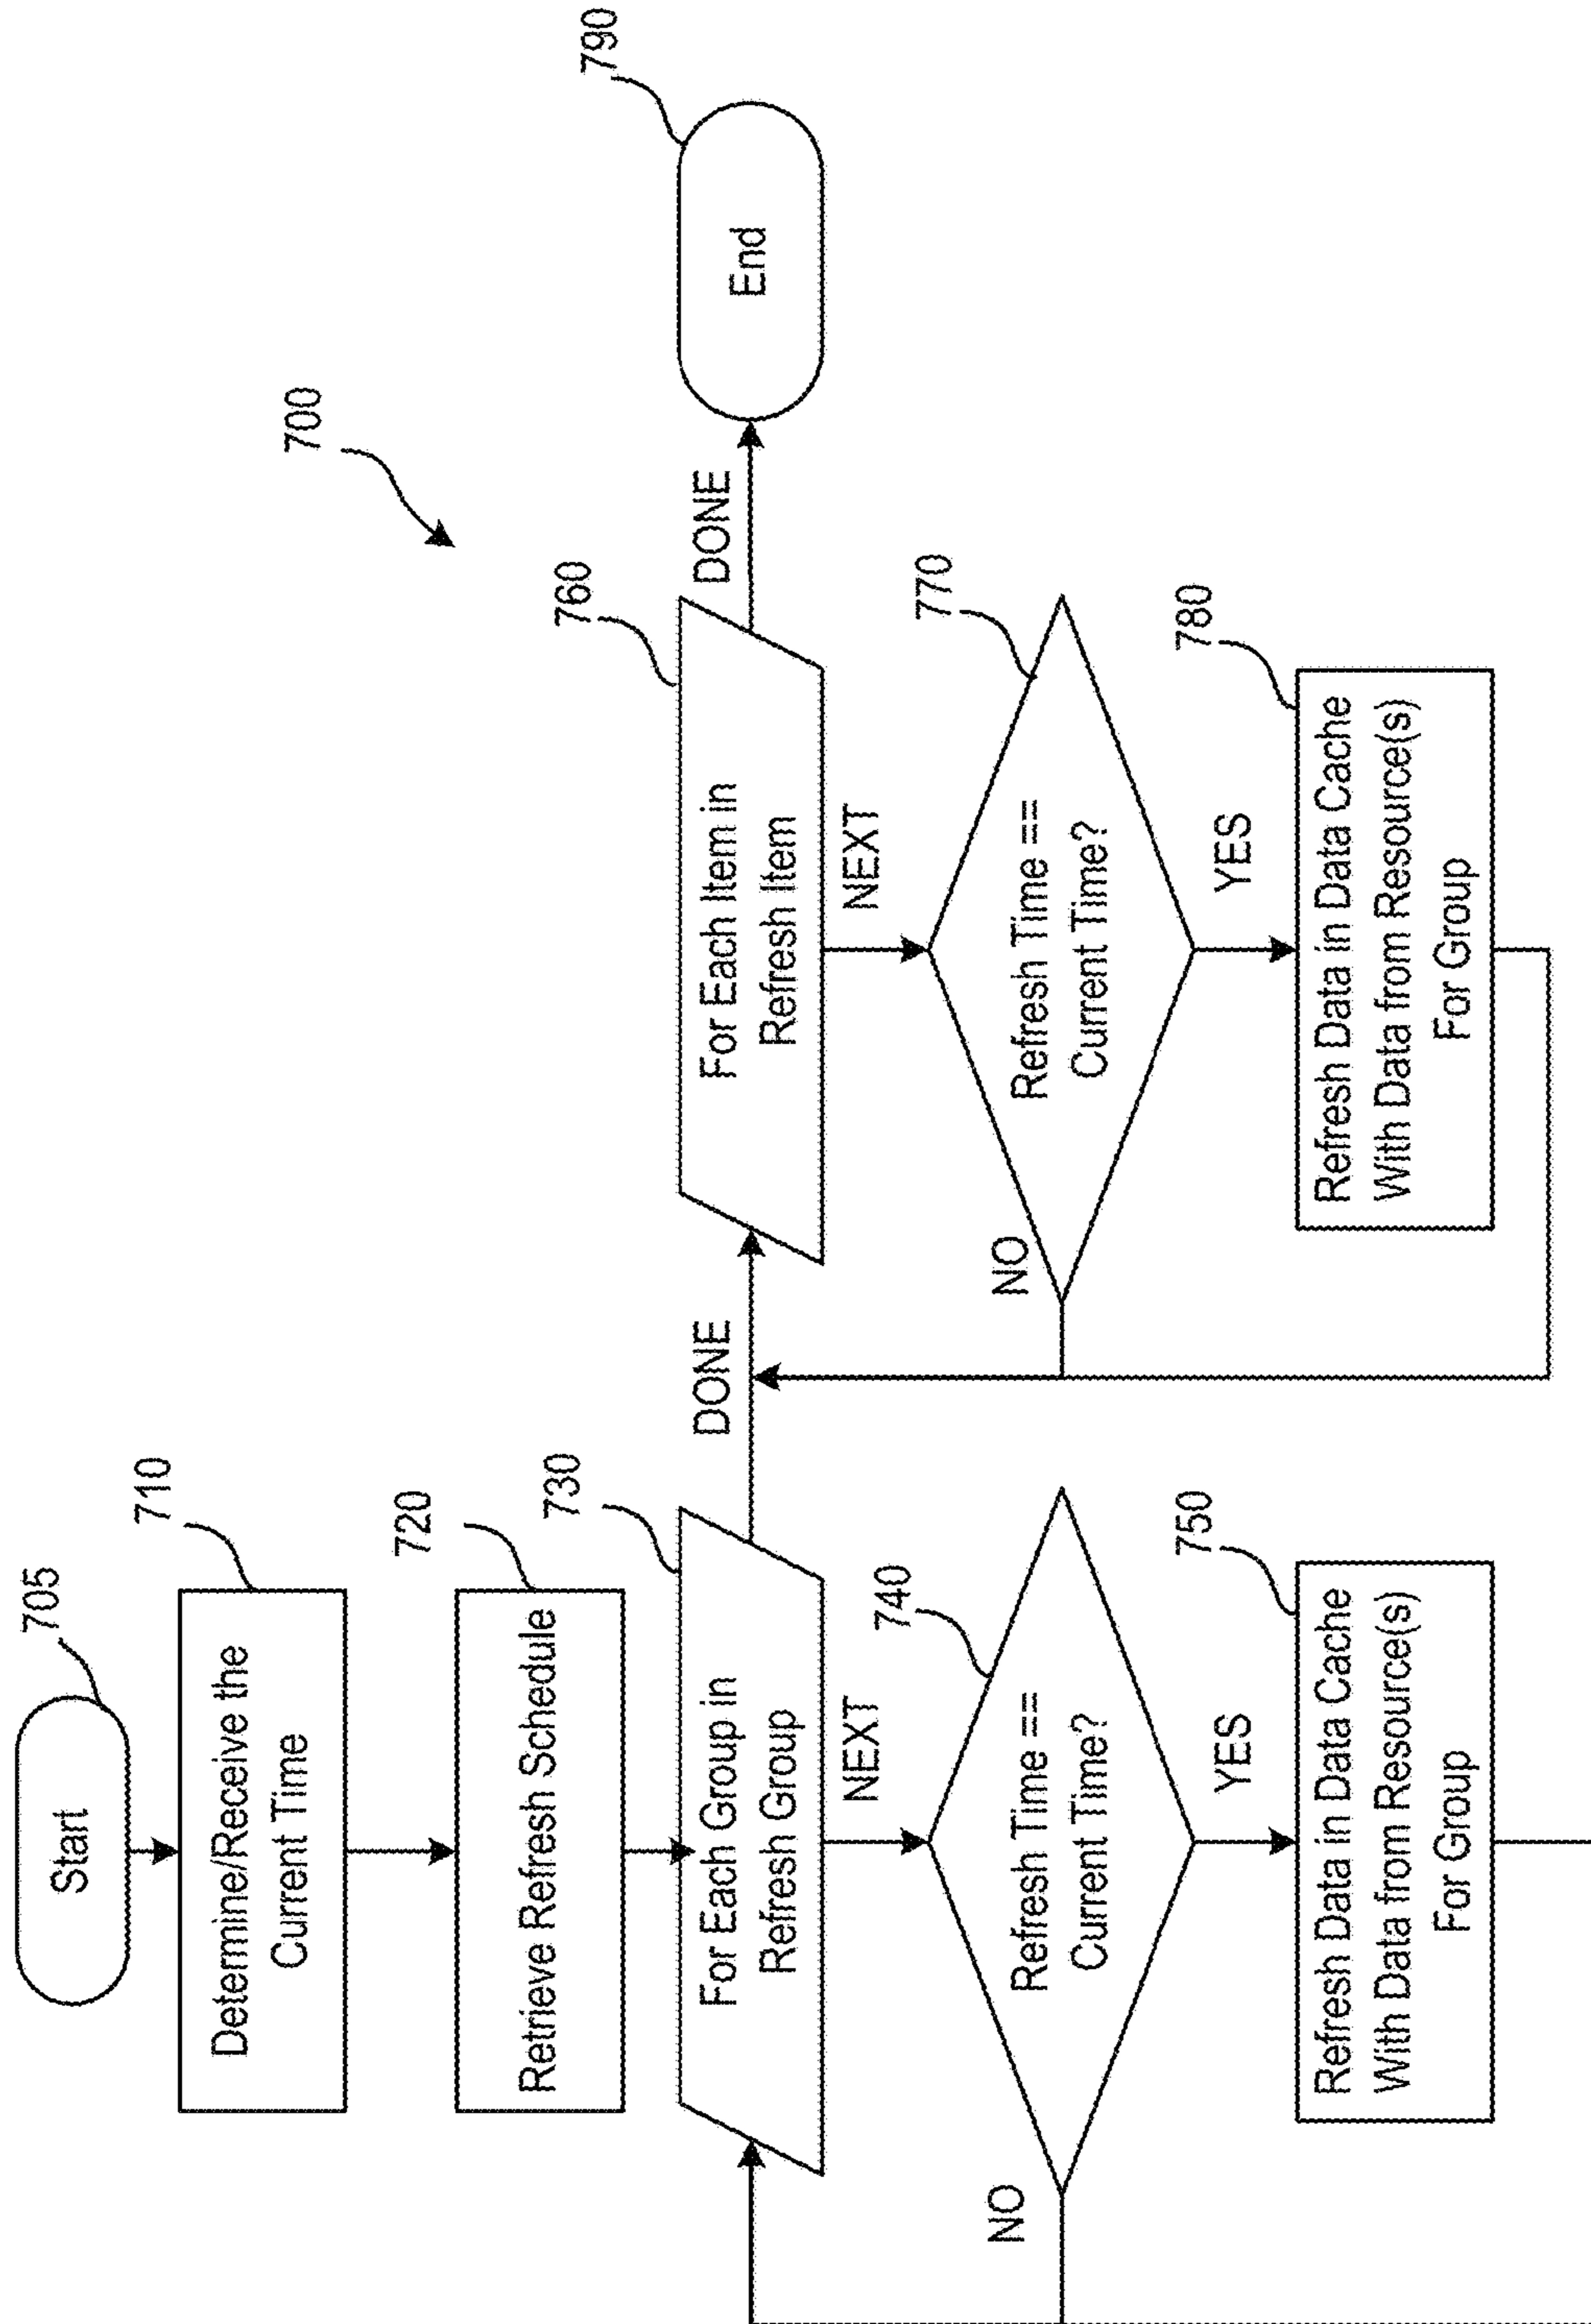 700
Start
705
Determine/Receive the
Current Time
710
Retrieve Refresh Schedule
720
For Each Group in
Refresh Group
730
DONE
For Each Item in
Refresh Item
760
DONE
End
790
NEXT
NEXT
Refresh Time ==
Current Time?
740
NO
Refresh Time ==
Current Time?
770
NO
YES
YES
Refresh Data in Data Cache
With Data from Resource(s)
For Group
750
Refresh Data in Data Cache
With Data from Resource(s)
For Group
780